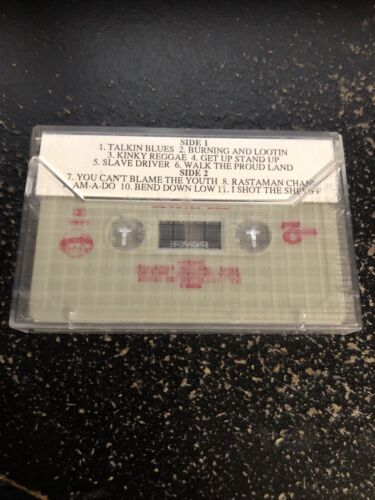 SIDE 1
1. TALKIN BLUES 2. BURNING AND LOOTIN
3. KINKY REGGAE 4. GET UP STAND UP
5. SLAVE DRIVER 6. WALK THE PROUD LAND
SIDE 2
7. YOU CAN'T BLAME THE YOUTH 8. RASTAMAN CHAN
AM-A-DO 10. BEND DOWN LOW 11. I SHOT THE SHERIFF
SINGAPORE